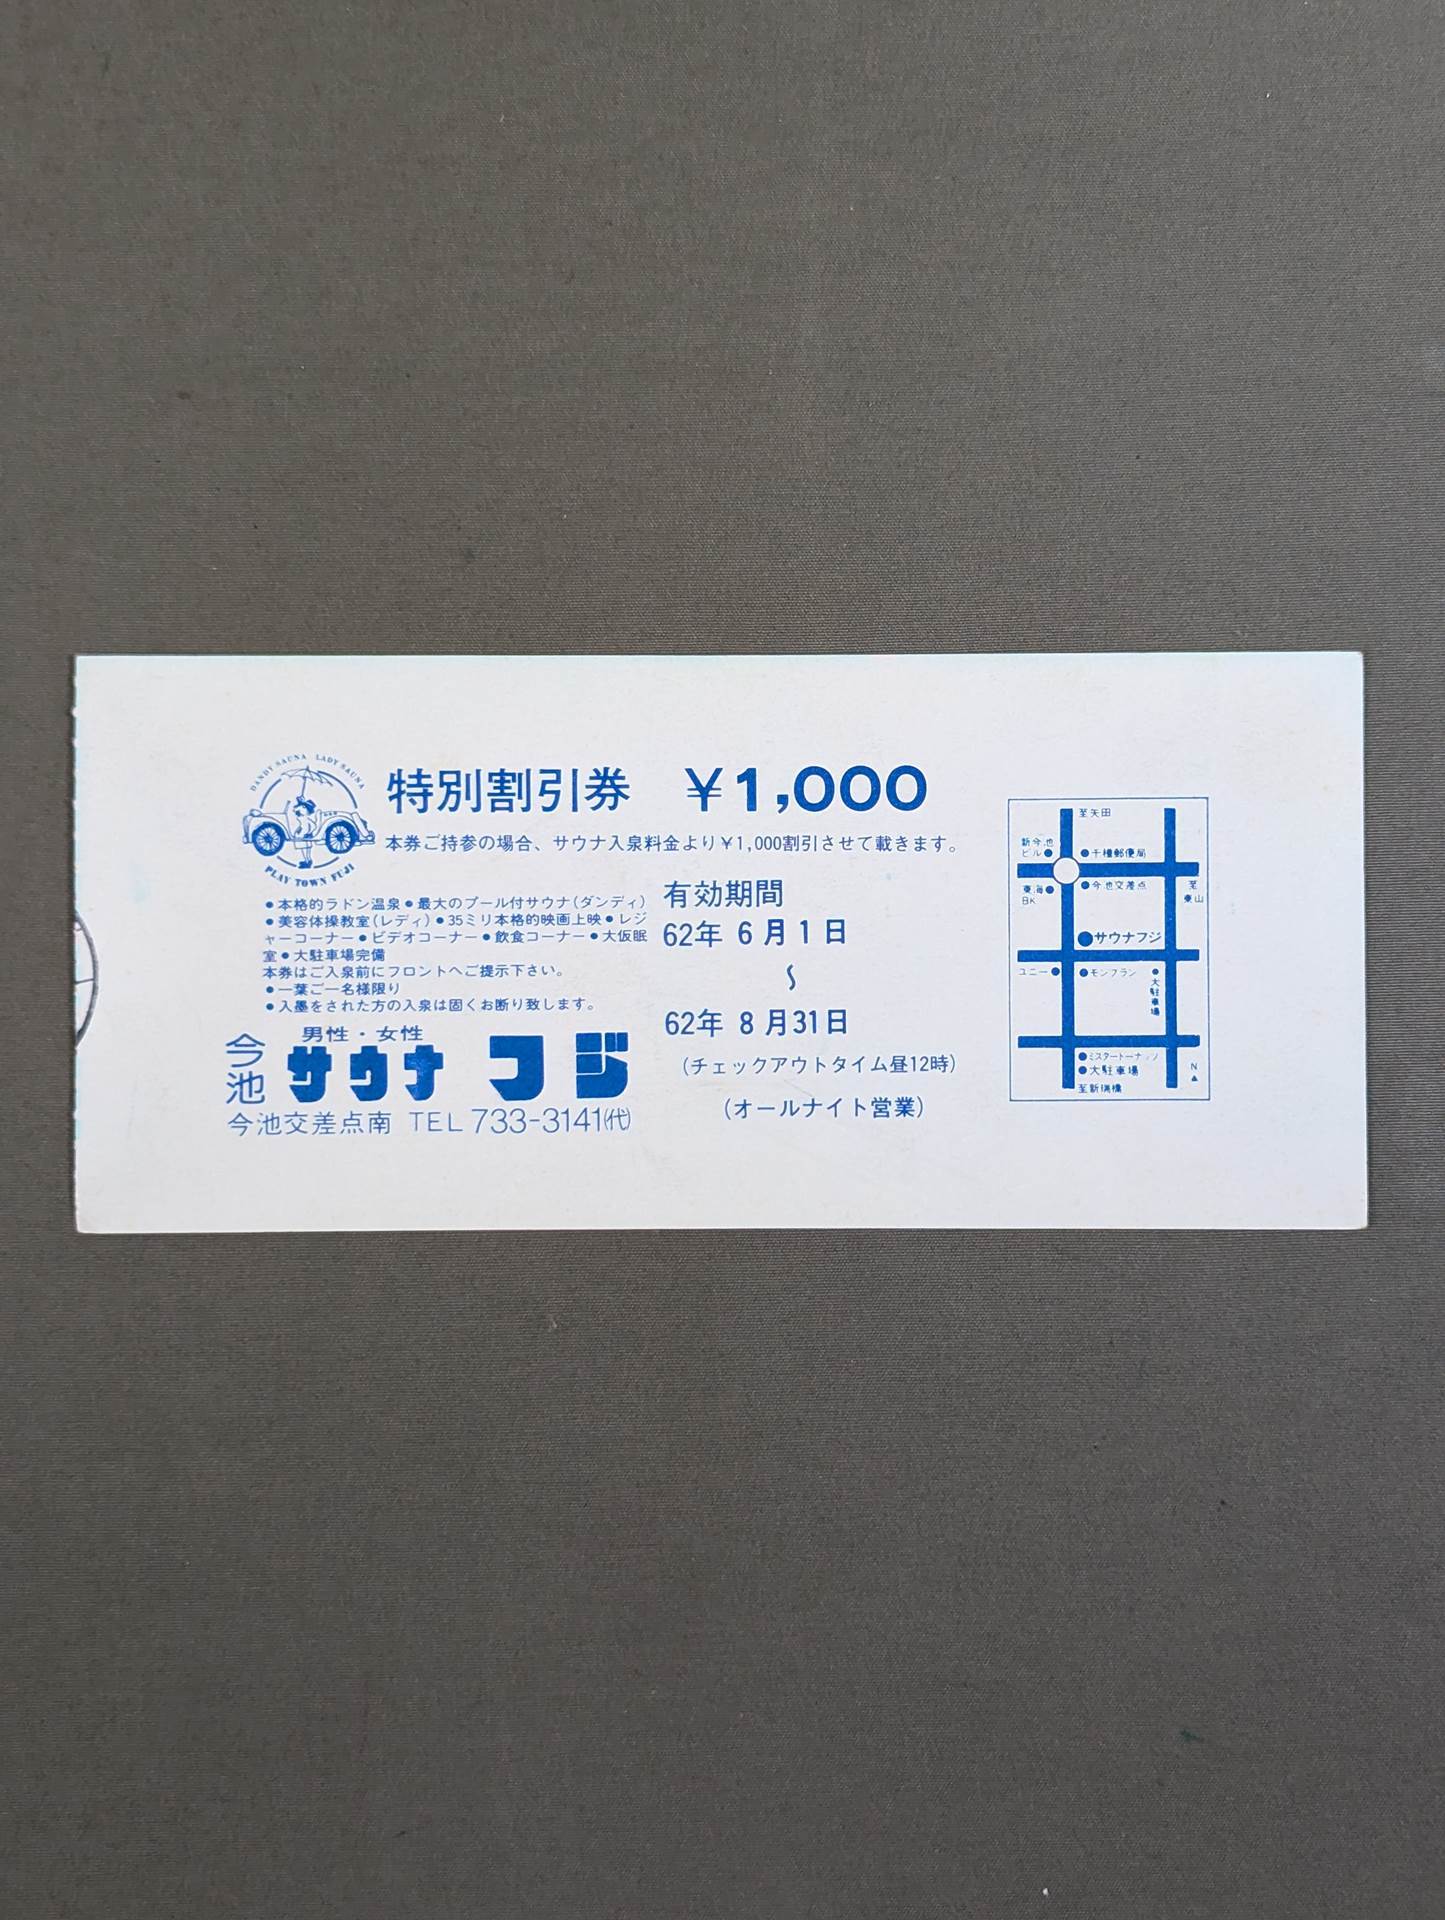 DANDY SAUNA LADY SAUNA
PLAY TOWN FUJI
特別割引券 ¥1,000
本券ご持参の場合、サウナ入泉料金より¥1,000割引させて載きます。
●本格的ラドン温泉●最大のプール付サウナ(ダンディ)
●美容体操教室(レディ)●35ミリ本格的映画上映●レジ
ャーコーナー●ビデオコーナー●飲食コーナー●大仮眠
室●大駐車場完備
本券はご入泉前にフロントへご提示下さい。
●一葉ご一名様限り
●入墨をされた方の入泉は固くお断り致します。
今池
男性・女性
サウナ フジ
今池交差点南 TEL 733-3141(代)
有効期間
62年 6月1日
〜
62年 8月31日
(チェックアウトタイム昼12時)
(オールナイト営業)
至矢田
新今池
ビル●
●千種郵便局
東海●
BK
●今池交差点
至
東山
●サウナフジ
ユニー●
●モンブラン
●大駐車場
●ミスタードーナッツ
●大駐車場
至新瑞橋
N
▲